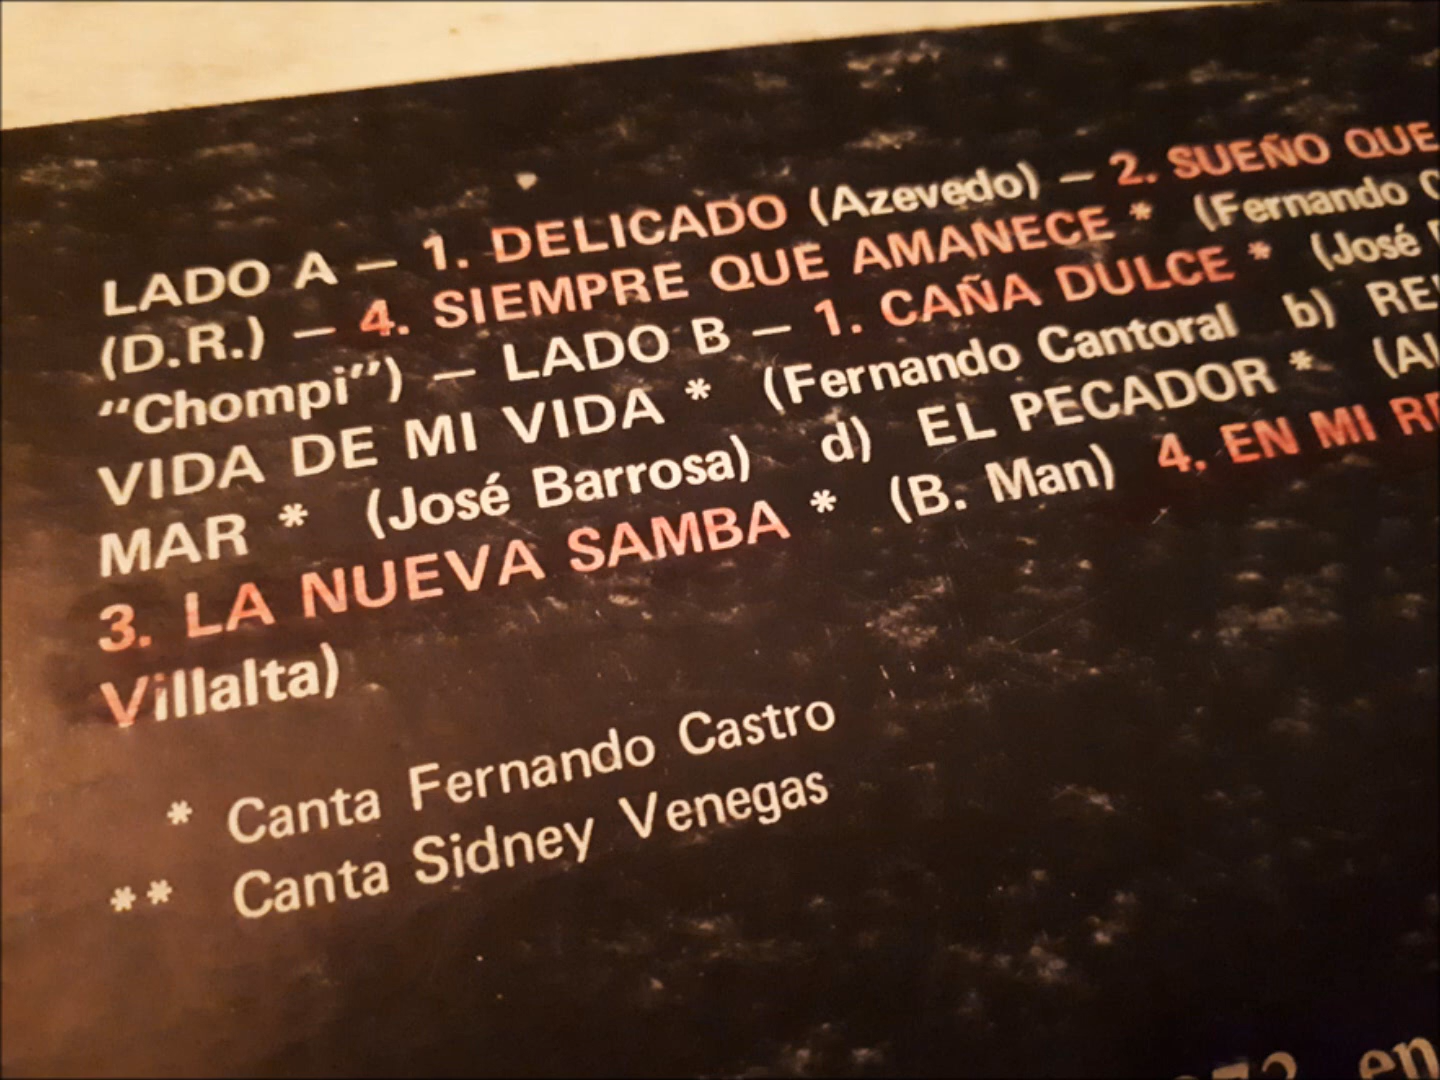 LADO A — 1. DELICADO (Azevedo) — 2. SUEÑO QUE
(D.R.) — 4. SIEMPRE QUE AMANECE * (Fernando C
“Chompi”) — LADO B — 1. CAÑA DULCE * (José
VIDA DE MI VIDA * (Fernando Cantoral b)
MAR * (José Barrosa) d) EL PECADOR *
3. LA NUEVA SAMBA * (B. Man) 4. EN MI
Villalta)
* Canta Fernando Castro
** Canta Sidney Venegas
en